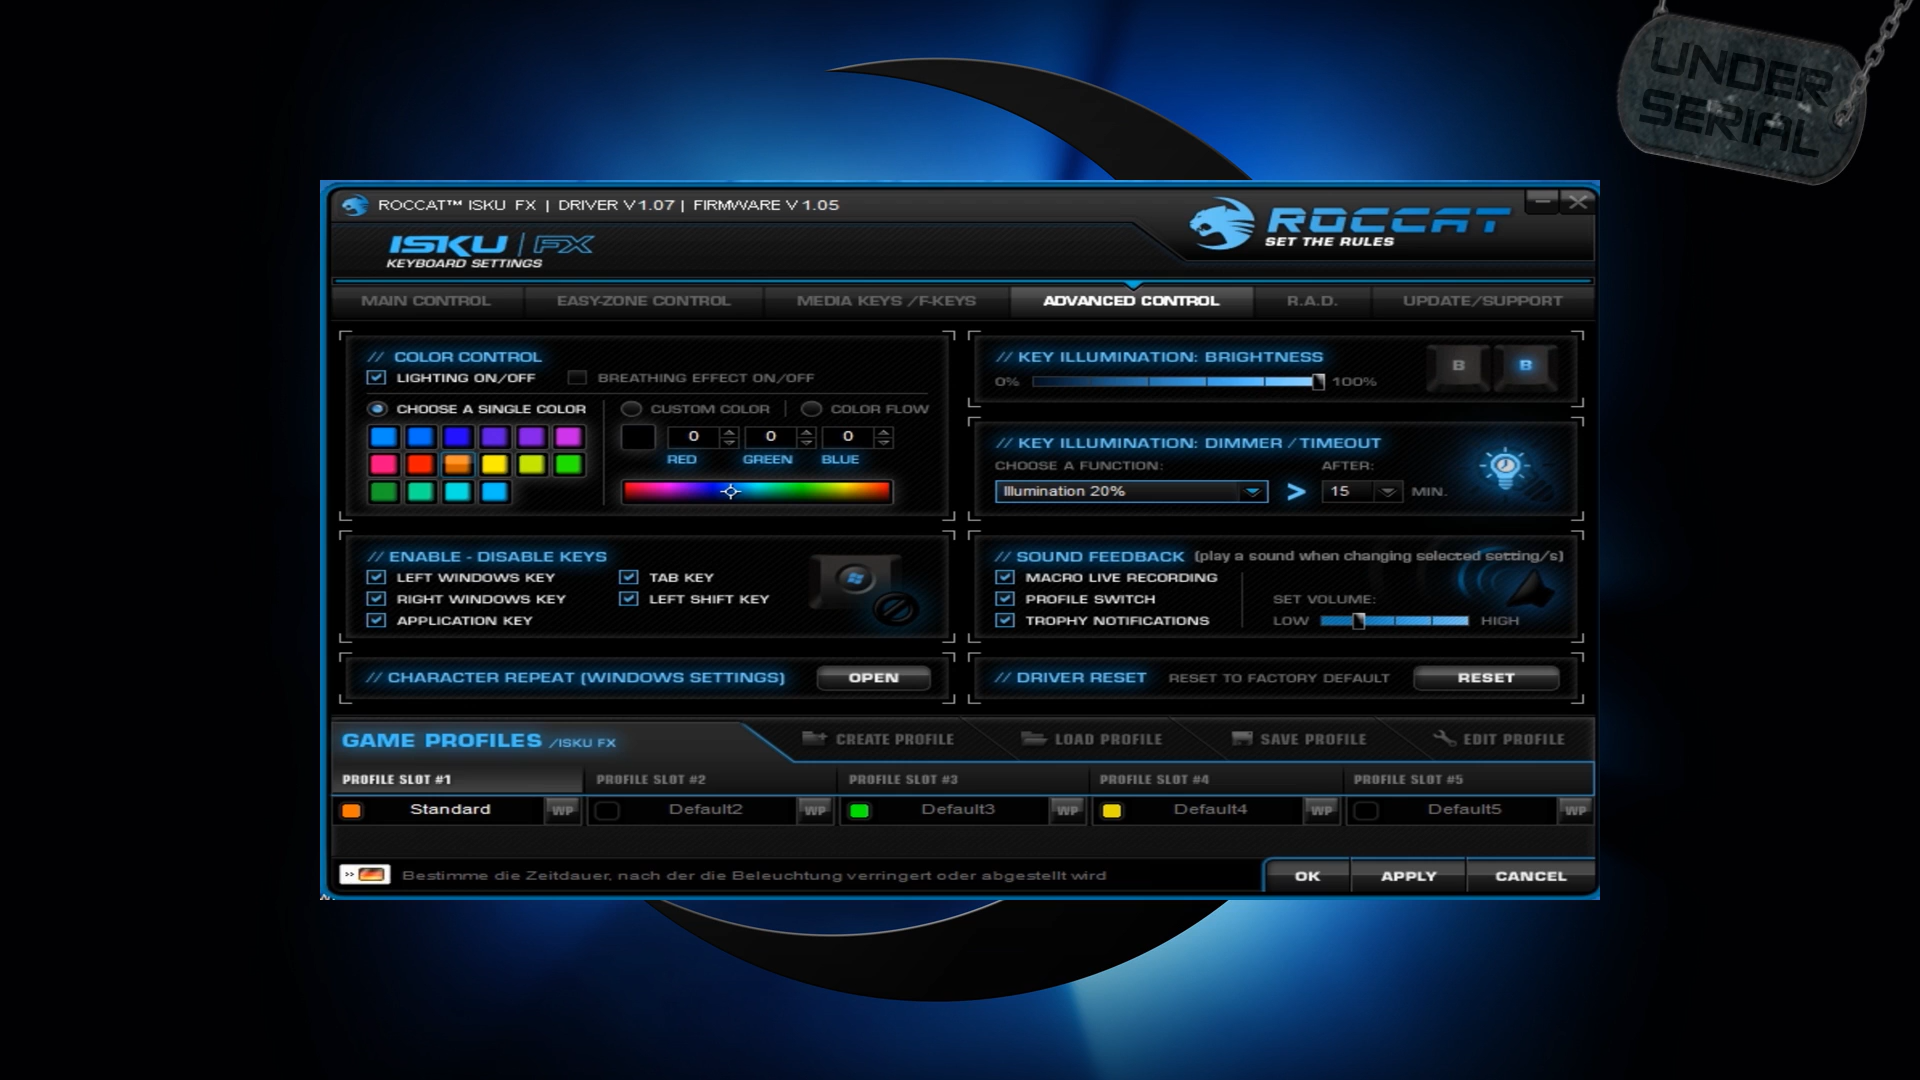 UNDER
SERIAL
ROCCAT™ ISKU FX | DRIVER V1.07 | FIRMWARE V 1.05
ISKU | FX
KEYBOARD SETTINGS
ROCCAT
SET THE RULES
MAIN CONTROL EASY-ZONE CONTROL MEDIA KEYS /F-KEYS ADVANCED CONTROL R.A.D. UPDATE/SUPPORT
// COLOR CONTROL
LIGHTING ON/OFF BREATHING EFFECT ON/OFF
CHOOSE A SINGLE COLOR CUSTOM COLOR | COLOR FLOW
0 0 0
RED GREEN BLUE
// KEY ILLUMINATION: BRIGHTNESS
0% 100%
B B
// KEY ILLUMINATION: DIMMER /TIMEOUT
CHOOSE A FUNCTION: AFTER:
Illumination 20% > 15 MIN.
// ENABLE - DISABLE KEYS
LEFT WINDOWS KEY TAB KEY
RIGHT WINDOWS KEY LEFT SHIFT KEY
APPLICATION KEY
// SOUND FEEDBACK (play a sound when changing selected setting/s)
MACRO LIVE RECORDING
PROFILE SWITCH SET VOLUME:
TROPHY NOTIFICATIONS LOW HIGH
// CHARACTER REPEAT (WINDOWS SETTINGS) OPEN
// DRIVER RESET RESET TO FACTORY DEFAULT RESET
GAME PROFILES /ISKU FX CREATE PROFILE LOAD PROFILE SAVE PROFILE EDIT PROFILE
PROFILE SLOT #1 PROFILE SLOT #2 PROFILE SLOT #3 PROFILE SLOT #4 PROFILE SLOT #5
Standard WP Default2 WP Default3 WP Default4 WP Default5 WP
>> Bestimme die Zeitdauer, nach der die Beleuchtung verringert oder abgestellt wird OK APPLY CANCEL